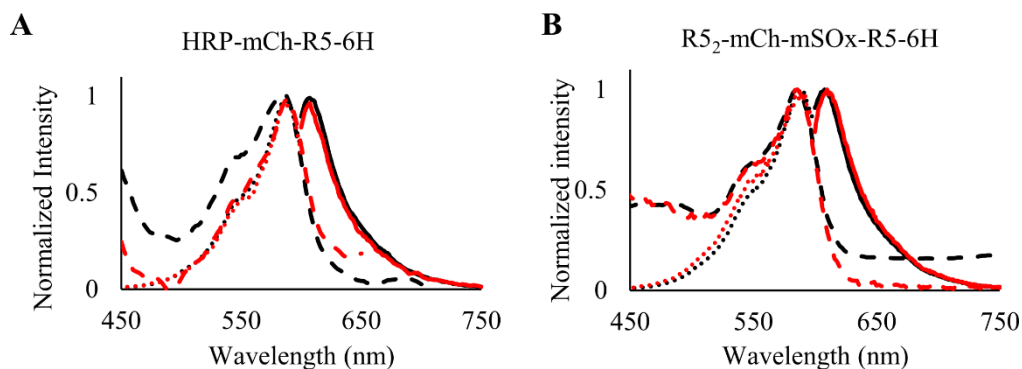 A
HRP-mCh-R5-6H
Normalized Intensity
1
0.5
0
450
550
650
750
Wavelength (nm)
B
R5₂-mCh-mSOx-R5-6H
Normalized intensity
1
0.5
0
450
550
650
750
Wavelength (nm)